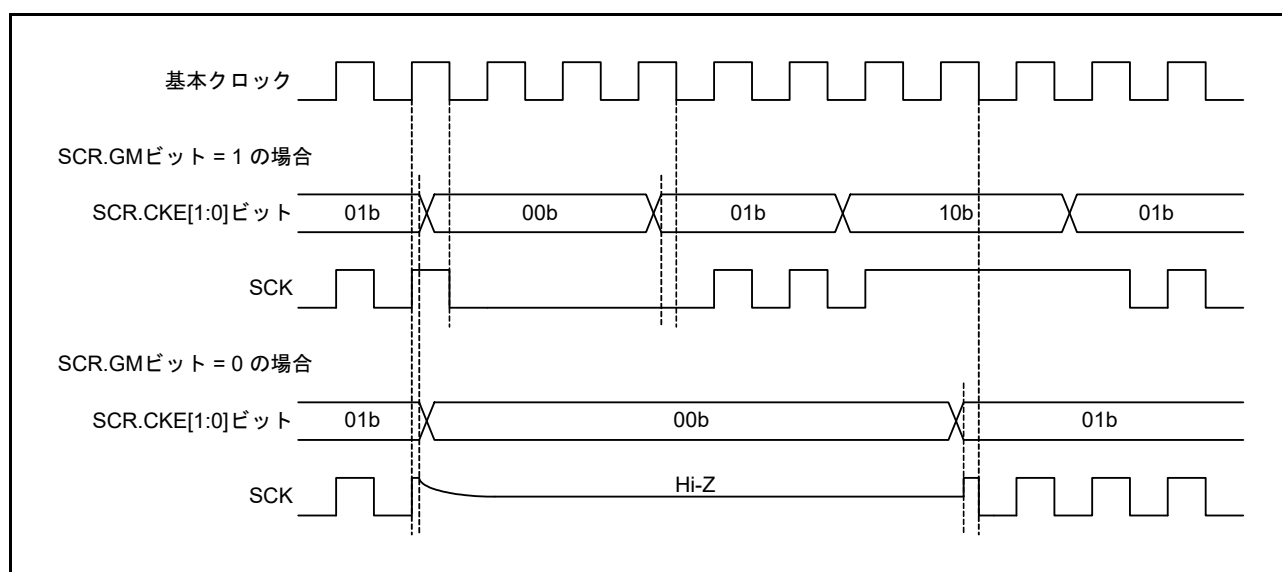 基本クロック
SCR.GMビット = 1 の場合
SCR.CKE[1:0]ビット 01b 00b 01b 10b 01b
SCK
SCR.GMビット = 0 の場合
SCR.CKE[1:0]ビット 01b 00b 01b
SCK Hi-Z